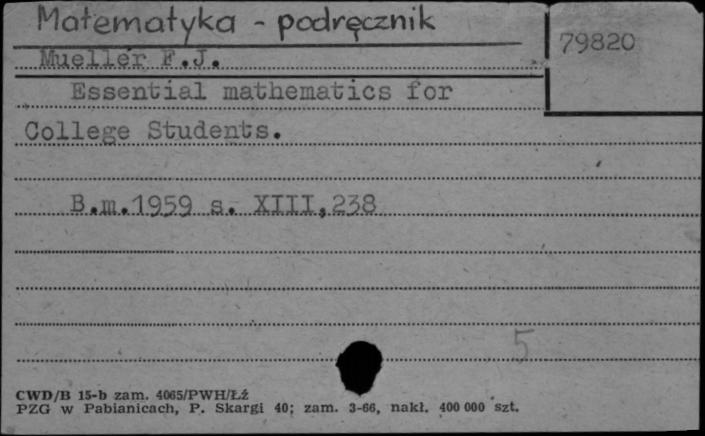 Matematyka - podręcznik
79820
Mueller F.J.
Essential mathematics for
College Students.
B.m.1959 s. XIII,238
5
CWD/B 15-b zam. 4065/PWH/Łź
PZG w Pabianicach, P. Skargi 40; zam. 3-66, nakł. 400 000 szt.